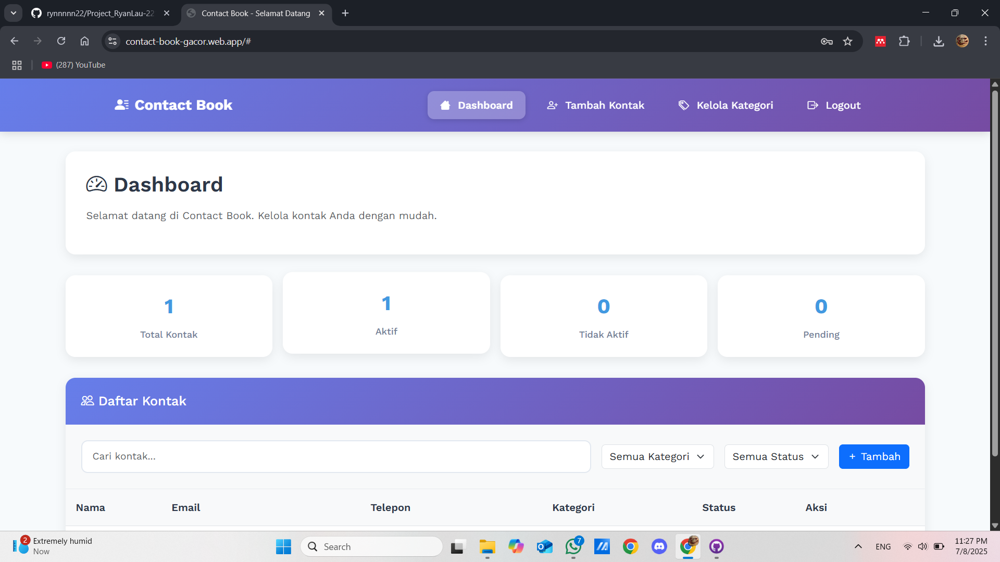 rynnnnn22/Project_RyanLau-22
Contact Book - Selamat Datang
contact-book-gacor.web.app/#
(287) YouTube
Contact Book
Dashboard
Tambah Kontak
Kelola Kategori
Logout
Dashboard
Selamat datang di Contact Book. Kelola kontak Anda dengan mudah.
1
Total Kontak
1
Aktif
0
Tidak Aktif
0
Pending
Daftar Kontak
Cari kontak...
Semua Kategori
Semua Status
+ Tambah
Nama
Email
Telepon
Kategori
Status
Aksi
2
Extremely humid
Now
Search
7
ENG
11:27 PM
7/8/2025